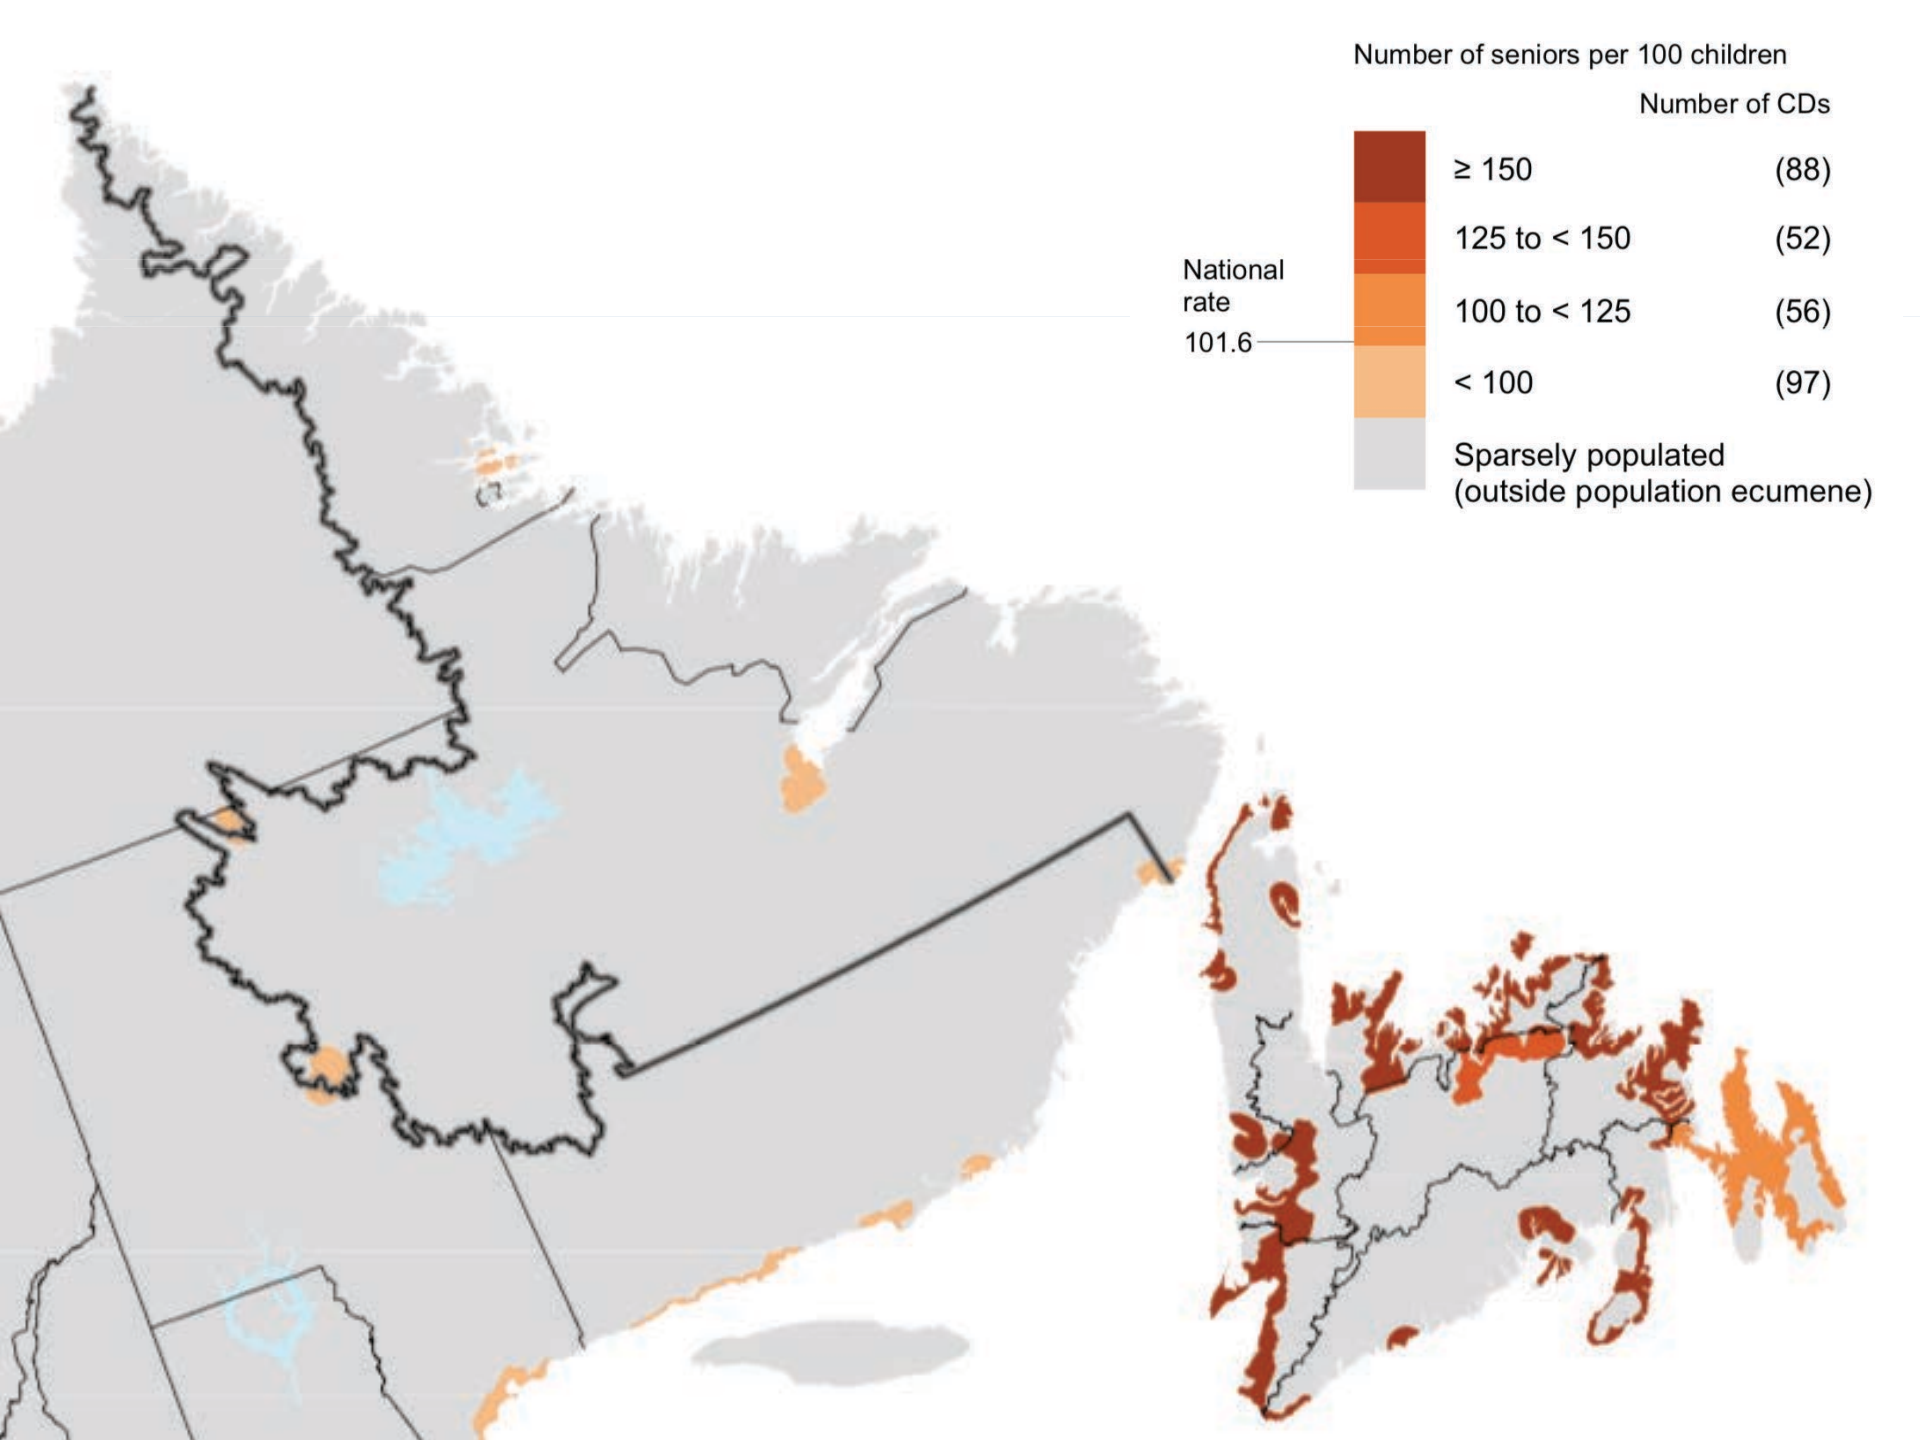 Number of seniors per 100 children
Number of CDs
≥ 150 (88)
125 to < 150 (52)
National
rate
101.6
100 to < 125 (56)
< 100 (97)
Sparsely populated
(outside population ecumene)